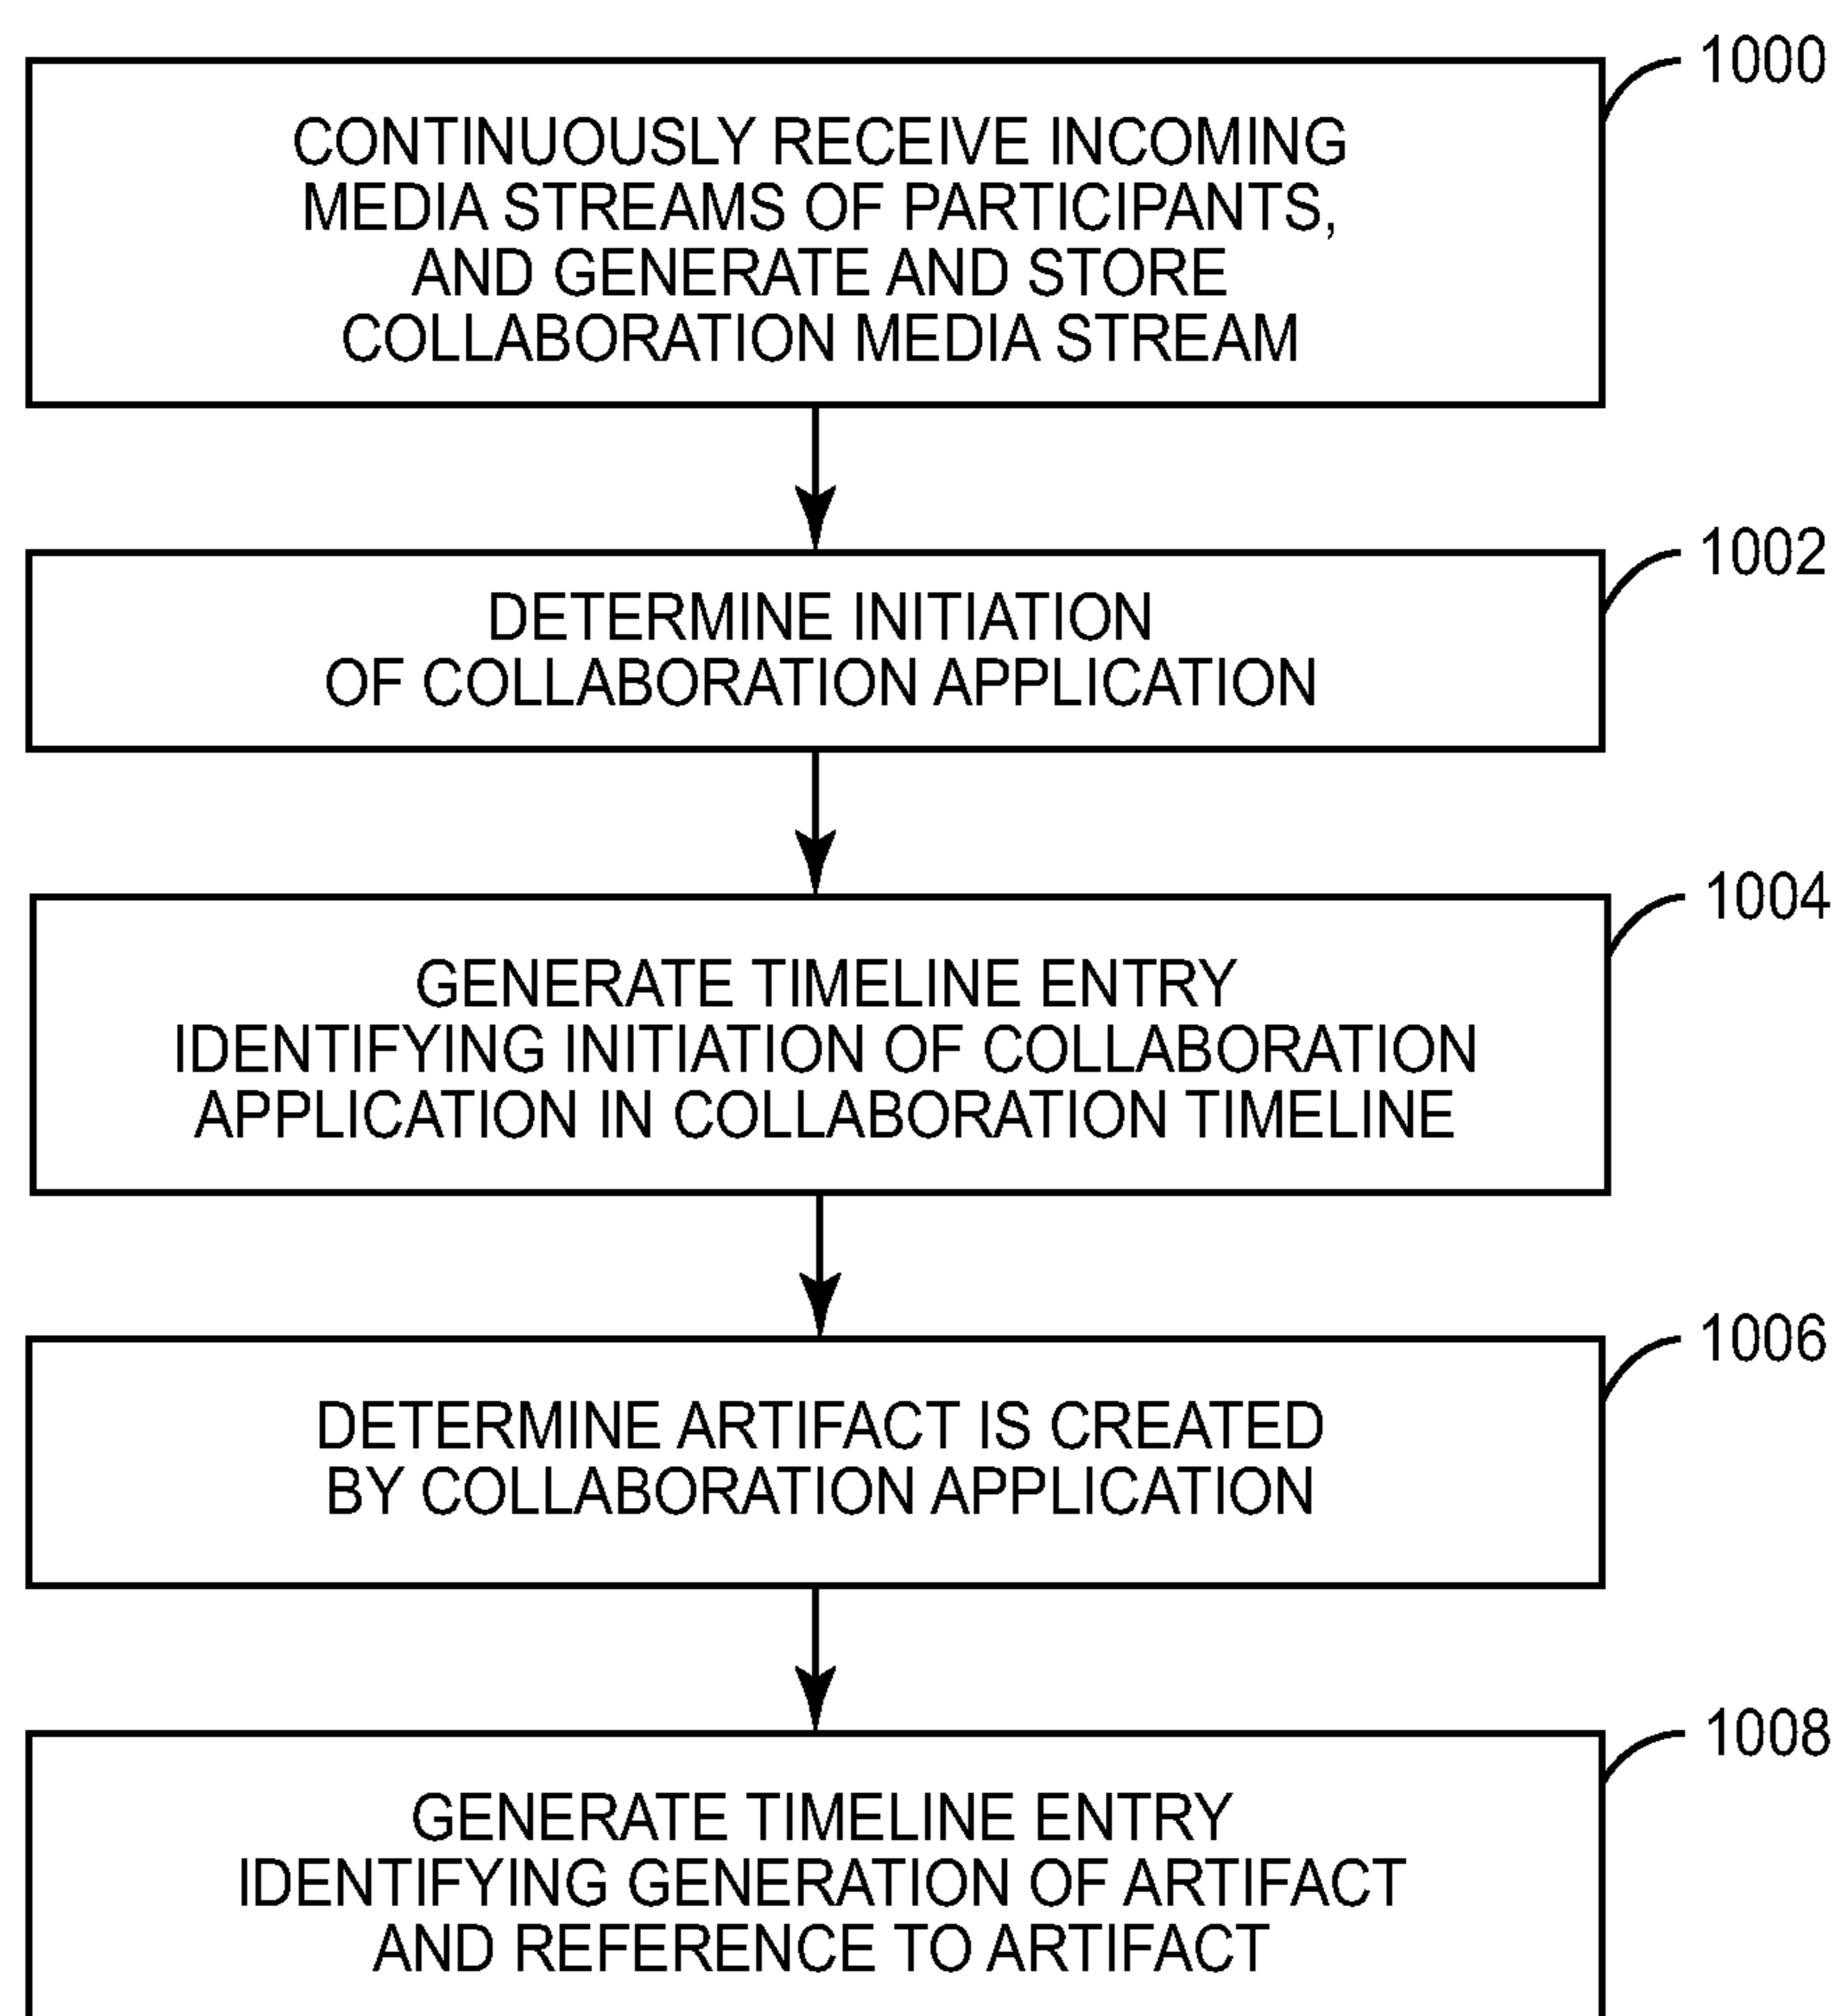 1000
CONTINUOUSLY RECEIVE INCOMING
MEDIA STREAMS OF PARTICIPANTS,
AND GENERATE AND STORE
COLLABORATION MEDIA STREAM
1002
DETERMINE INITIATION
OF COLLABORATION APPLICATION
1004
GENERATE TIMELINE ENTRY
IDENTIFYING INITIATION OF COLLABORATION
APPLICATION IN COLLABORATION TIMELINE
1006
DETERMINE ARTIFACT IS CREATED
BY COLLABORATION APPLICATION
1008
GENERATE TIMELINE ENTRY
IDENTIFYING GENERATION OF ARTIFACT
AND REFERENCE TO ARTIFACT